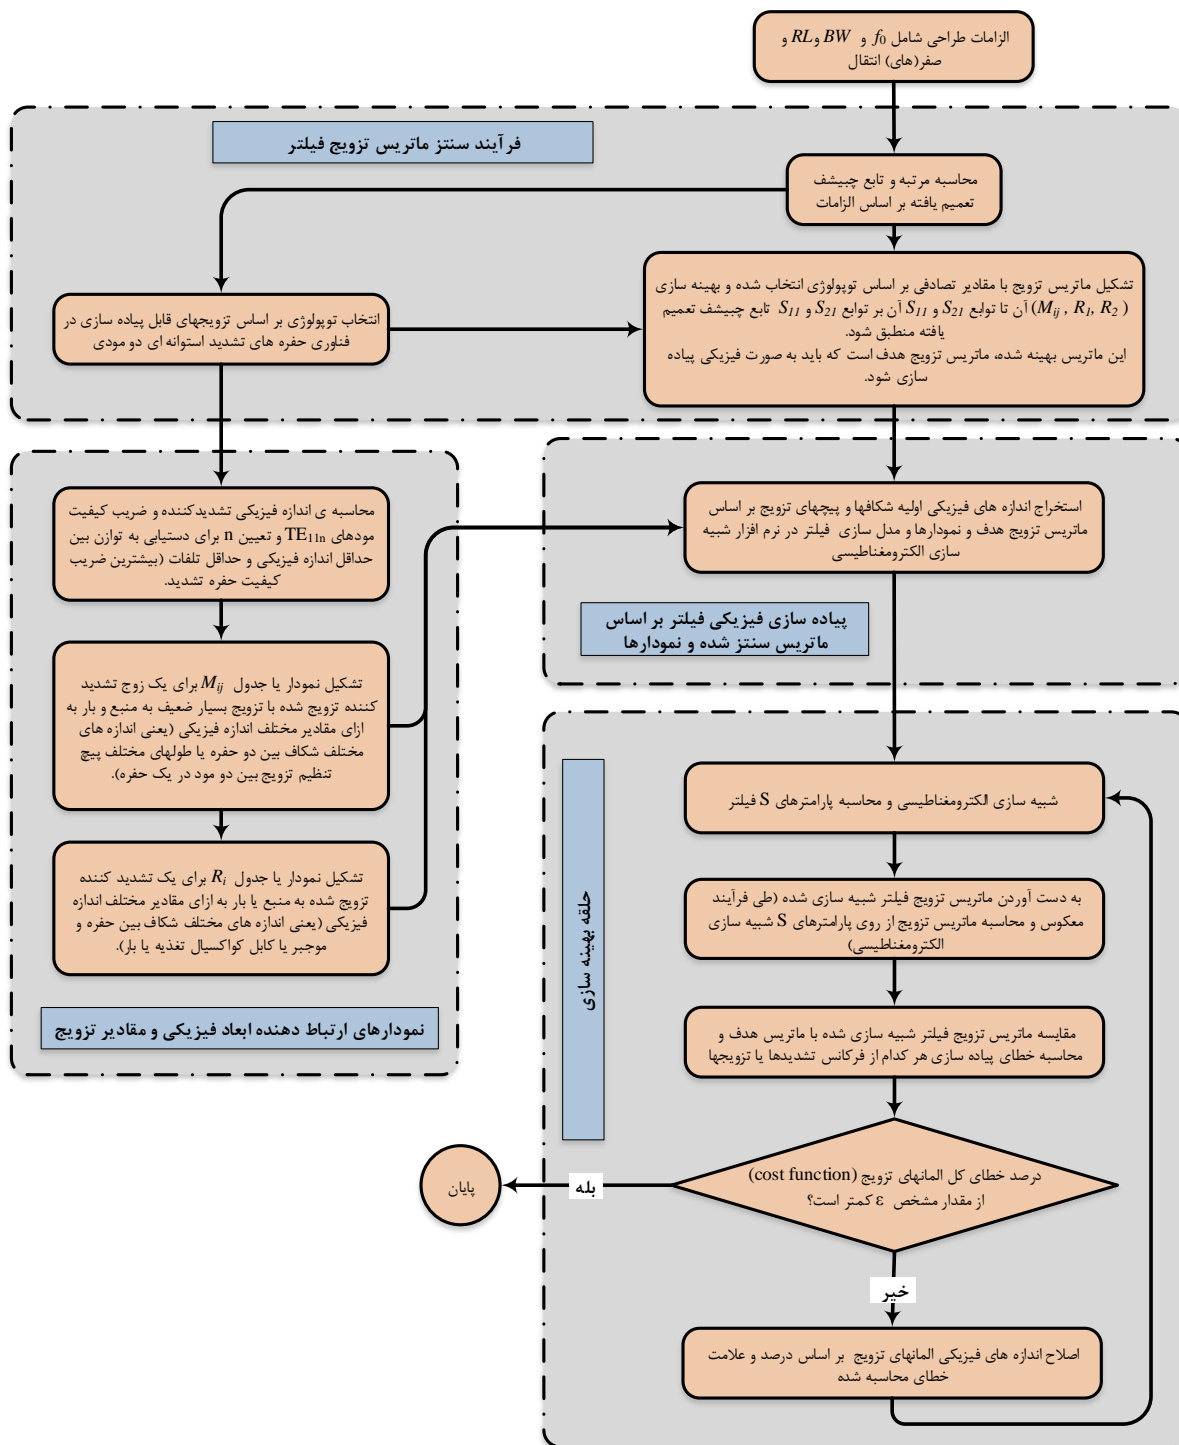 الزامات طراحی شامل f0 و BW و RL و
صفر(های) انتقال
فرآیند سنتز ماتریس تزویج فیلتر
محاسبه مرتبه و تابع چبیشف
تعمیم یافته بر اساس الزامات
تشکیل ماتریس تزویج با مقادیر تصادفی بر اساس توپولوژی انتخاب شده و بهینه سازی
(Mij , R1, R2) آن تا توابع S21 و S11 آن بر توابع S21 و S11 تابع چبیشف تعمیم
یافته منطبق شود.
این ماتریس بهینه شده، ماتریس تزویج هدف است که باید به صورت فیزیکی پیاده
سازی شود.
انتخاب توپولوژی بر اساس تزویجهای قابل پیاده سازی در
فناوری حفره های تشدید استوانه ای دو مودی
محاسبه ی اندازه فیزیکی تشدیدکننده و ضریب کیفیت
مودهای TE11n و تعیین n برای دستیابی به توازن بین
حداقل اندازه فیزیکی و حداقل تلفات (بیشترین ضریب
کیفیت حفره تشدید.
تشکیل نمودار یا جدول Mij برای یک زوج تشدید
کننده تزویج شده با تزویج بسیار ضعیف به منبع و بار به
ازای مقادیر مختلف اندازه فیزیکی (یعنی اندازه های
مختلف شکاف بین دو حفره یا طولهای مختلف پیچ
تنظیم تزویج بین دو مود در یک حفره).
تشکیل نمودار یا جدول Ri برای یک تشدید کننده
تزویج شده به منبع یا بار به ازای مقادیر مختلف اندازه
فیزیکی (یعنی اندازه های مختلف شکاف بین حفره و
موجبر یا کابل کواکسیال تغذیه یا بار).
نمودارهای ارتباط دهنده ابعاد فیزیکی و مقادیر تزویج
استخراج اندازه های فیزیکی اولیه شکافها و پیچهای تزویج بر اساس
ماتریس تزویج هدف و نمودارها و مدل سازی فیلتر در نرم افزار شبیه
سازی الکترومغناطیسی
پیاده سازی فیزیکی فیلتر بر اساس
ماتریس سنتز شده و نمودارها
حلقه بهینه سازی
شبیه سازی الکترومغناطیسی و محاسبه پارامترهای S فیلتر
به دست آوردن ماتریس تزویج فیلتر شبیه سازی شده (طی فرآیند
معکوس و محاسبه ماتریس تزویج از روی پارامترهای S شبیه سازی
الکترومغناطیسی)
مقایسه ماتریس تزویج فیلتر شبیه سازی شده با ماتریس هدف و
محاسبه خطای پیاده سازی هر کدام از فرکانس تشدیدها یا تزویجها
درصد خطای کل المانهای تزویج (cost function)
از مقدار مشخص ε کمتر است؟
بله
پایان
خیر
اصلاح اندازه های فیزیکی المانهای تزویج بر اساس درصد و علامت
خطای محاسبه شده